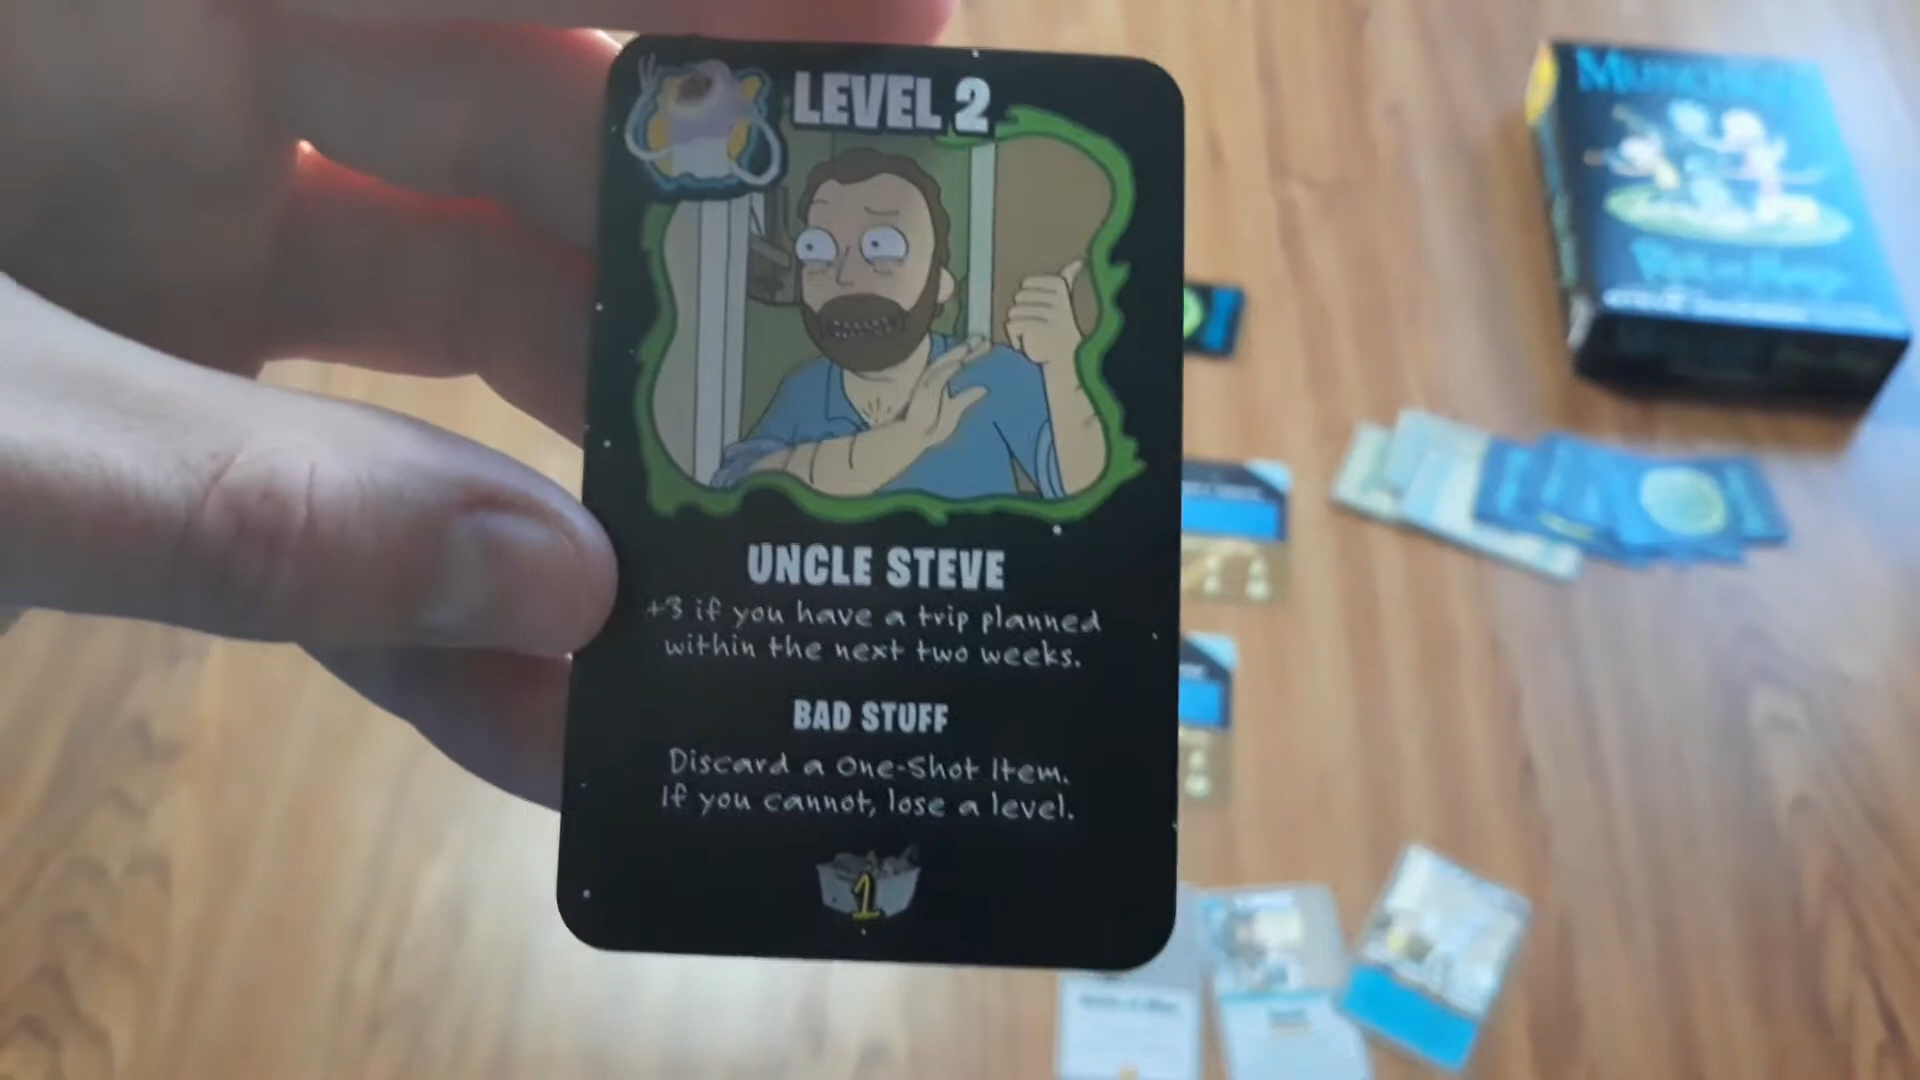 LEVEL 2
UNCLE STEVE
+3 if you have a trip planned
within the next two weeks.
BAD STUFF
Discard a One-Shot Item.
If you cannot, lose a level.
1
MUNCHKIN